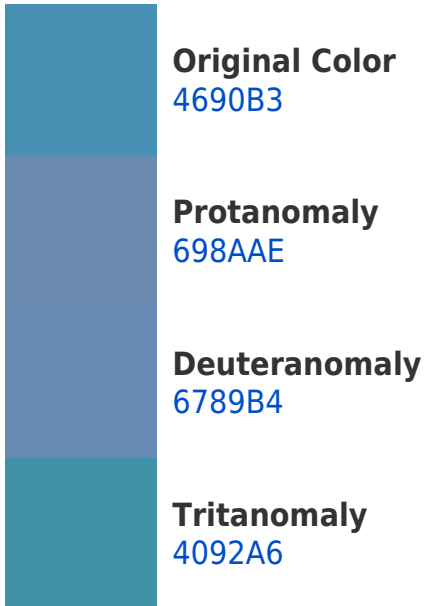 Original Color
4690B3
Protanomaly
698AAE
Deuteranomaly
6789B4
Tritanomaly
4092A6